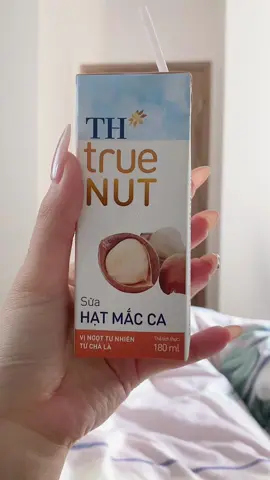 TH
true
NUT
Sữa
HẠT MẮC CA
VỊ NGỌT TỰ NHIÊN
TỪ CHÀ LÀ
180 ml